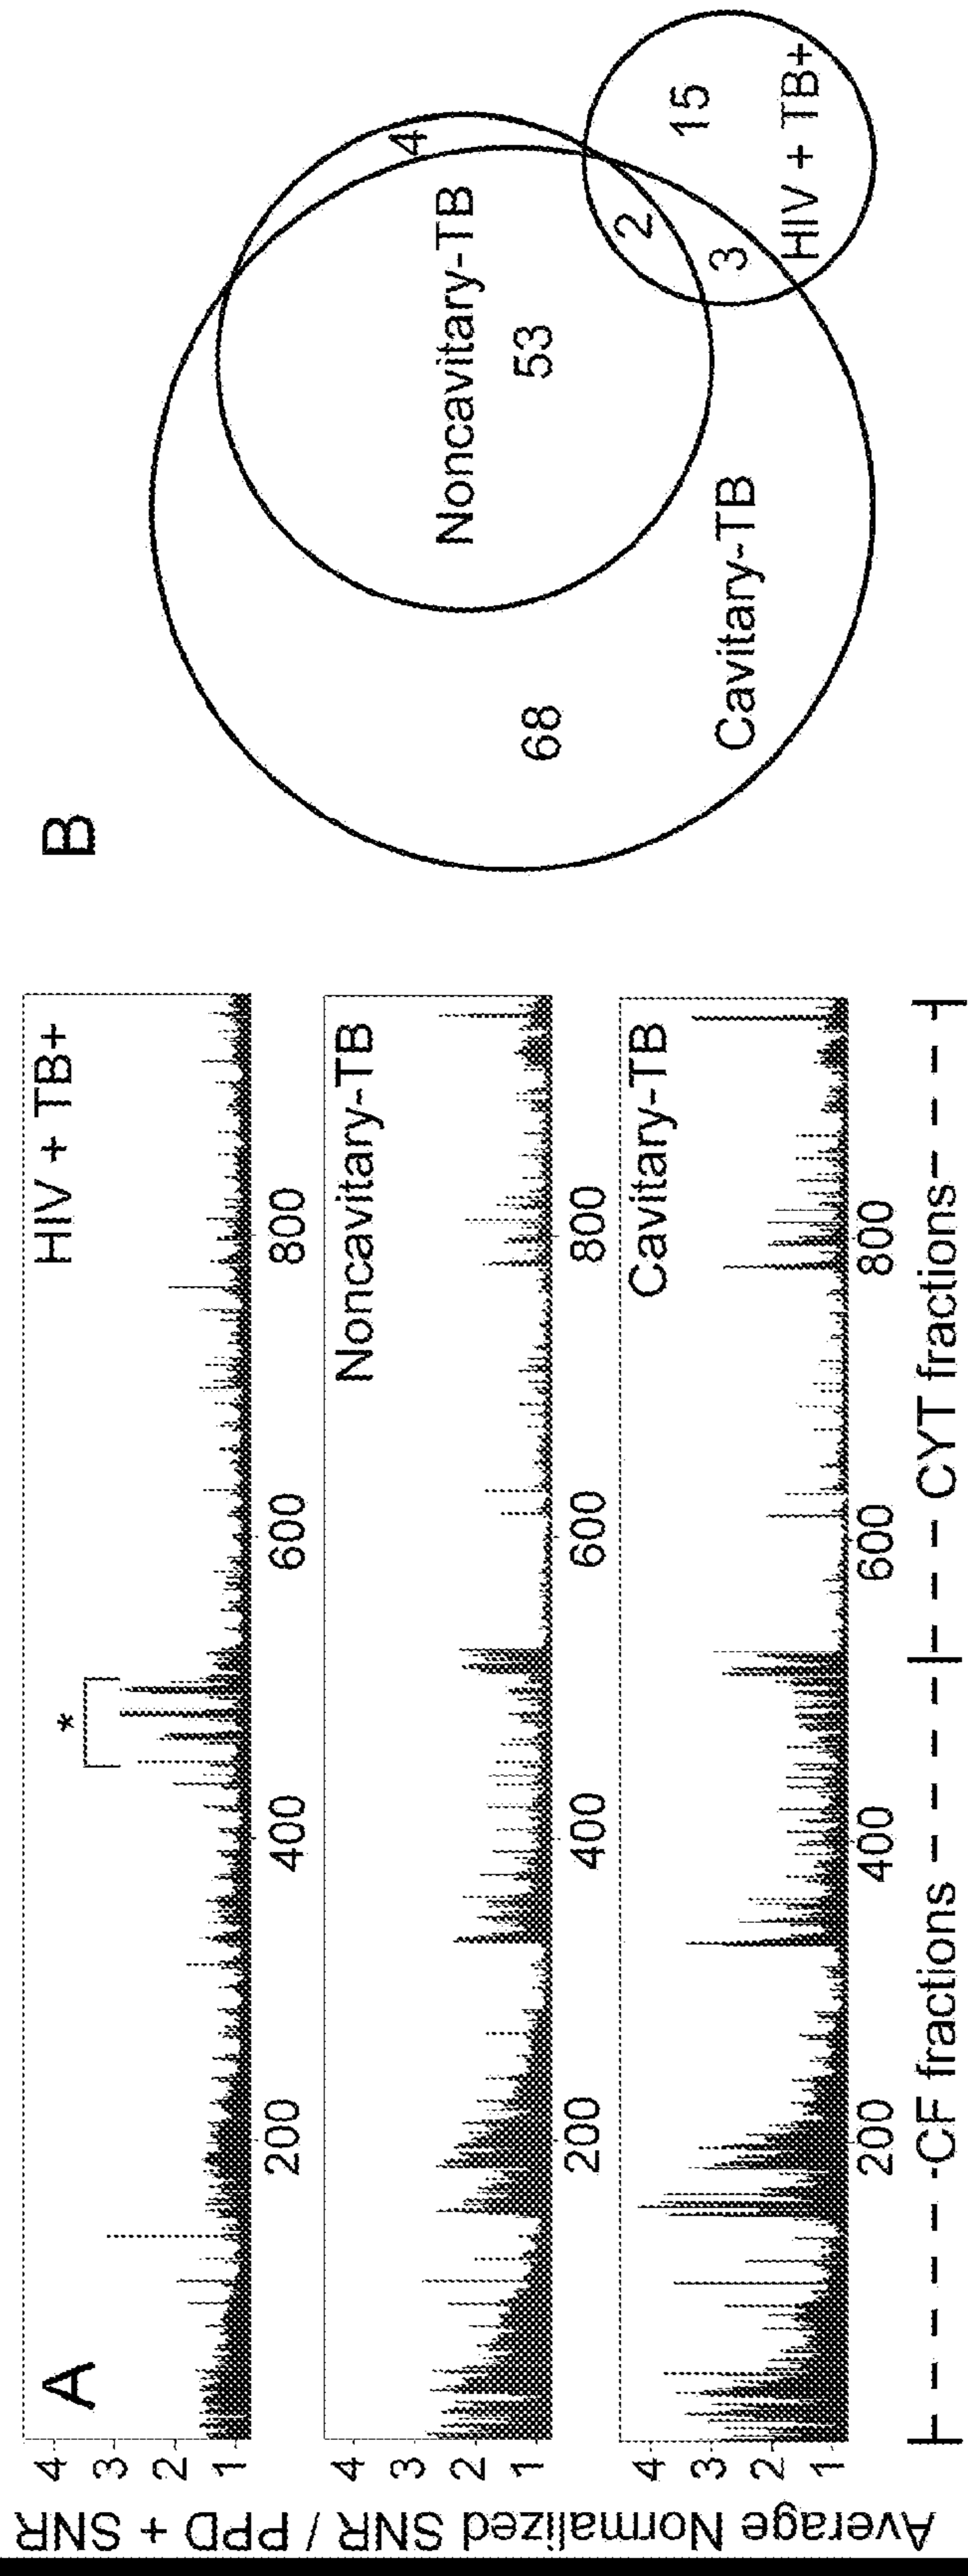 A
Average Normalized SNR / PPD + SNR
HIV + TB+
*
4
3
2
1
200
400
600
800
Noncavitary-TB
4
3
2
1
200
400
600
800
Cavitary-TB
4
3
2
1
200
400
600
800
CF fractions
CYT fractions
B
Noncavitary-TB
4
53
2
15
3
HIV + TB+
68
Cavitary-TB